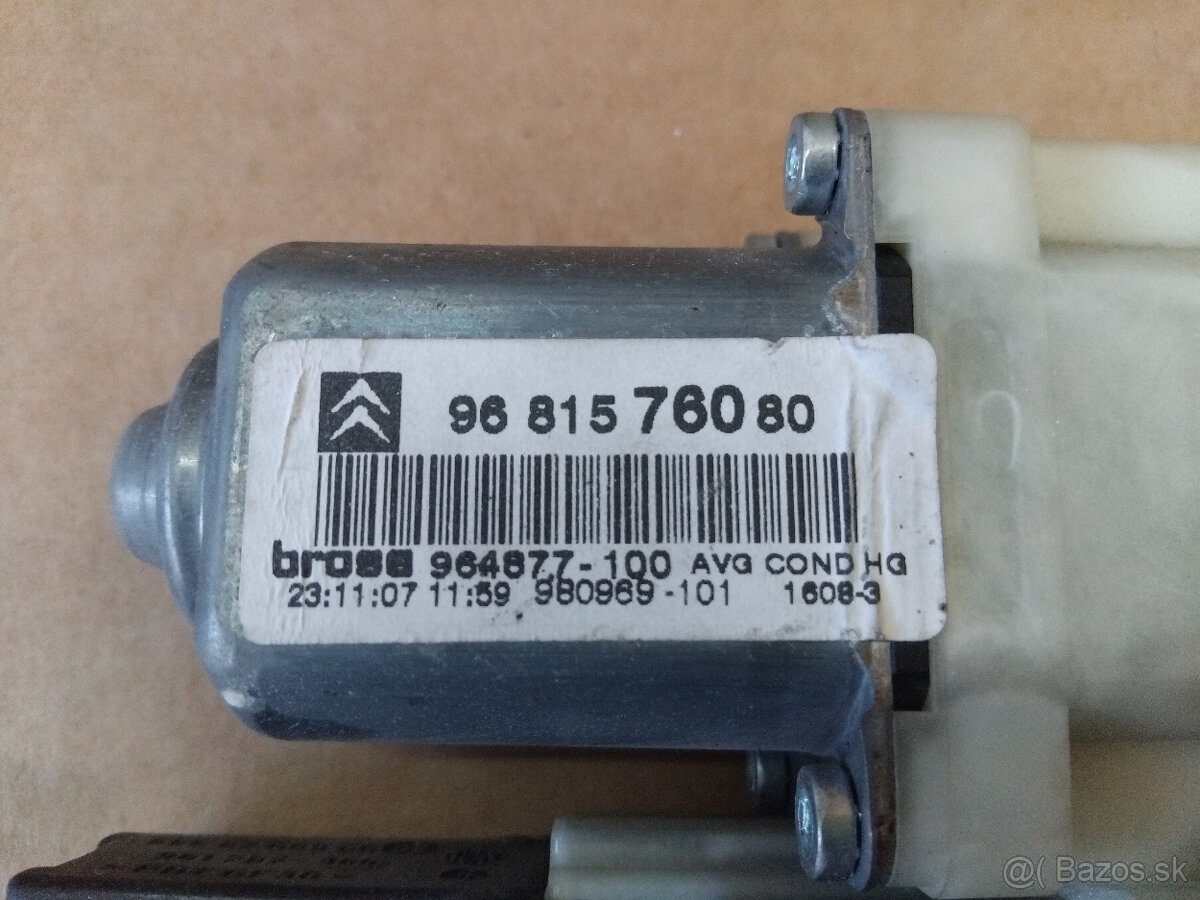 96 815 760 80
brose 964877-100 AVG COND HG
23:11:07 11:59 980969-101 1608-3
@( Bazos.sk